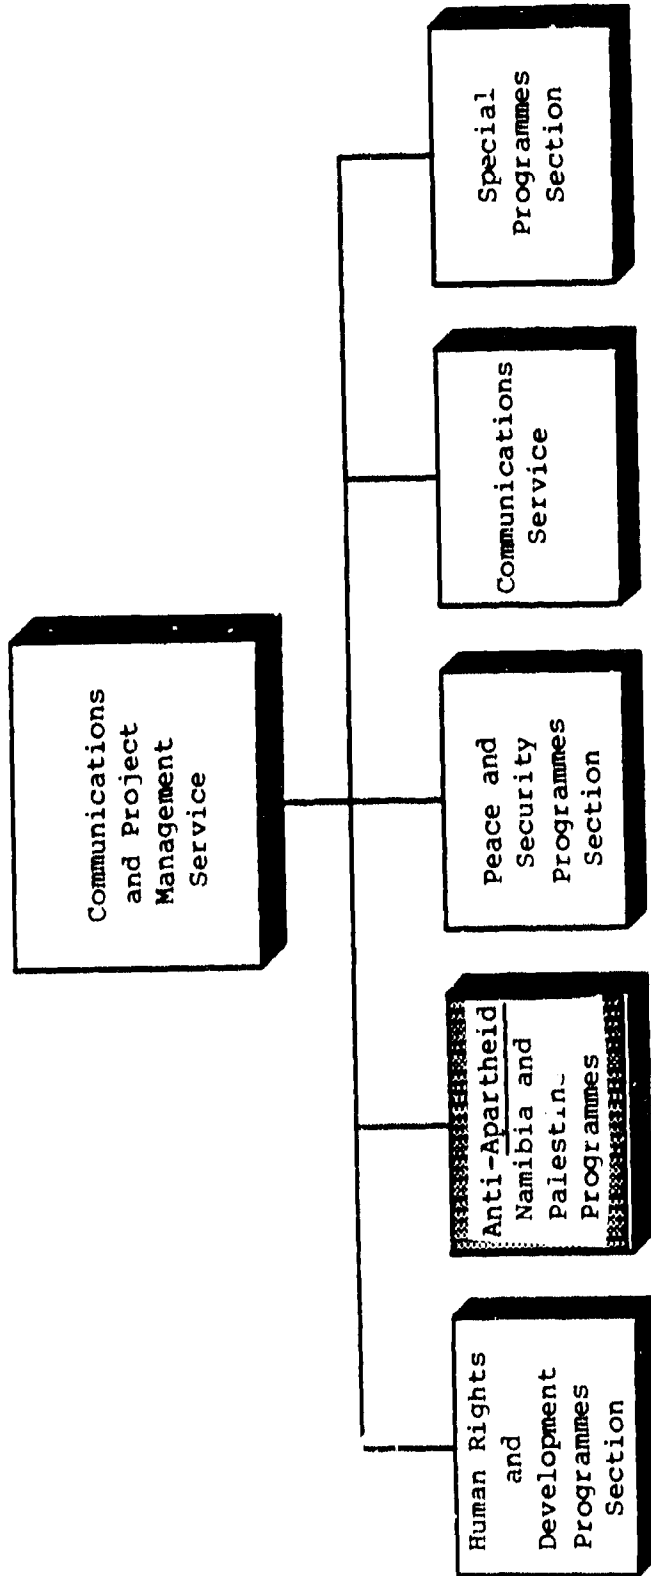 Communications
and Project
Management
Service
Human Rights
and
Development
Programmes
Section
Anti-Apartheid
Namibia and
Programmes
Peace and
Security
Programmes
Section
Communications
Service
Special
Programmes
Section